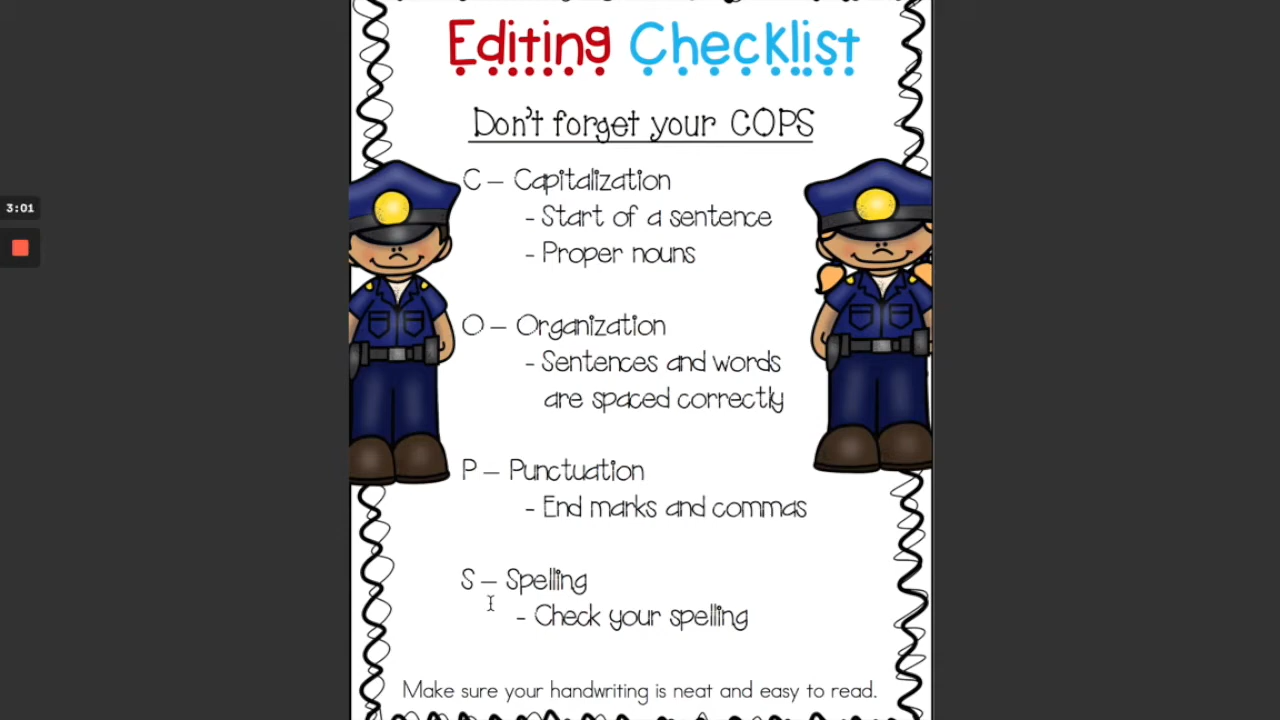 Editing Checklist
Don't forget your COPS
C – Capitalization
- Start of a sentence
- Proper nouns
O – Organization
- Sentences and words
are spaced correctly
P – Punctuation
- End marks and commas
S – Spelling
- Check your spelling
Make sure your handwriting is neat and easy to read.
3:01